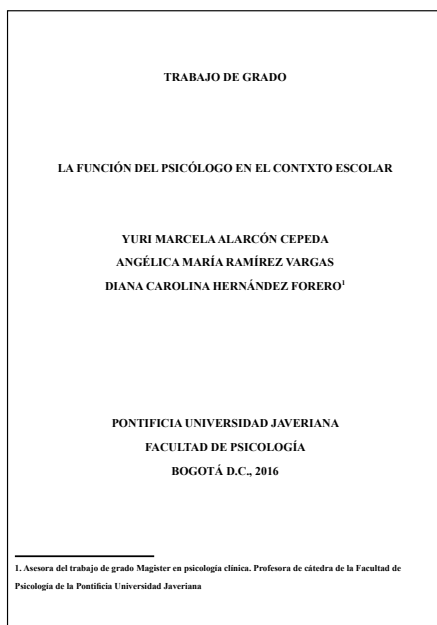 TRABAJO DE GRADO
LA FUNCIÓN DEL PSICÓLOGO EN EL CONTXTO ESCOLAR
YURI MARCELA ALARCÓN CEPEDA
ANGÉLICA MARÍA RAMÍREZ VARGAS
DIANA CAROLINA HERNÁNDEZ FORERO¹
PONTIFICIA UNIVERSIDAD JAVERIANA
FACULTAD DE PSICOLOGÍA
BOGOTÁ D.C., 2016
1. Asesora del trabajo de grado Magister en psicología clínica. Profesora de cátedra de la Facultad de
Psicología de la Pontificia Universidad Javeriana